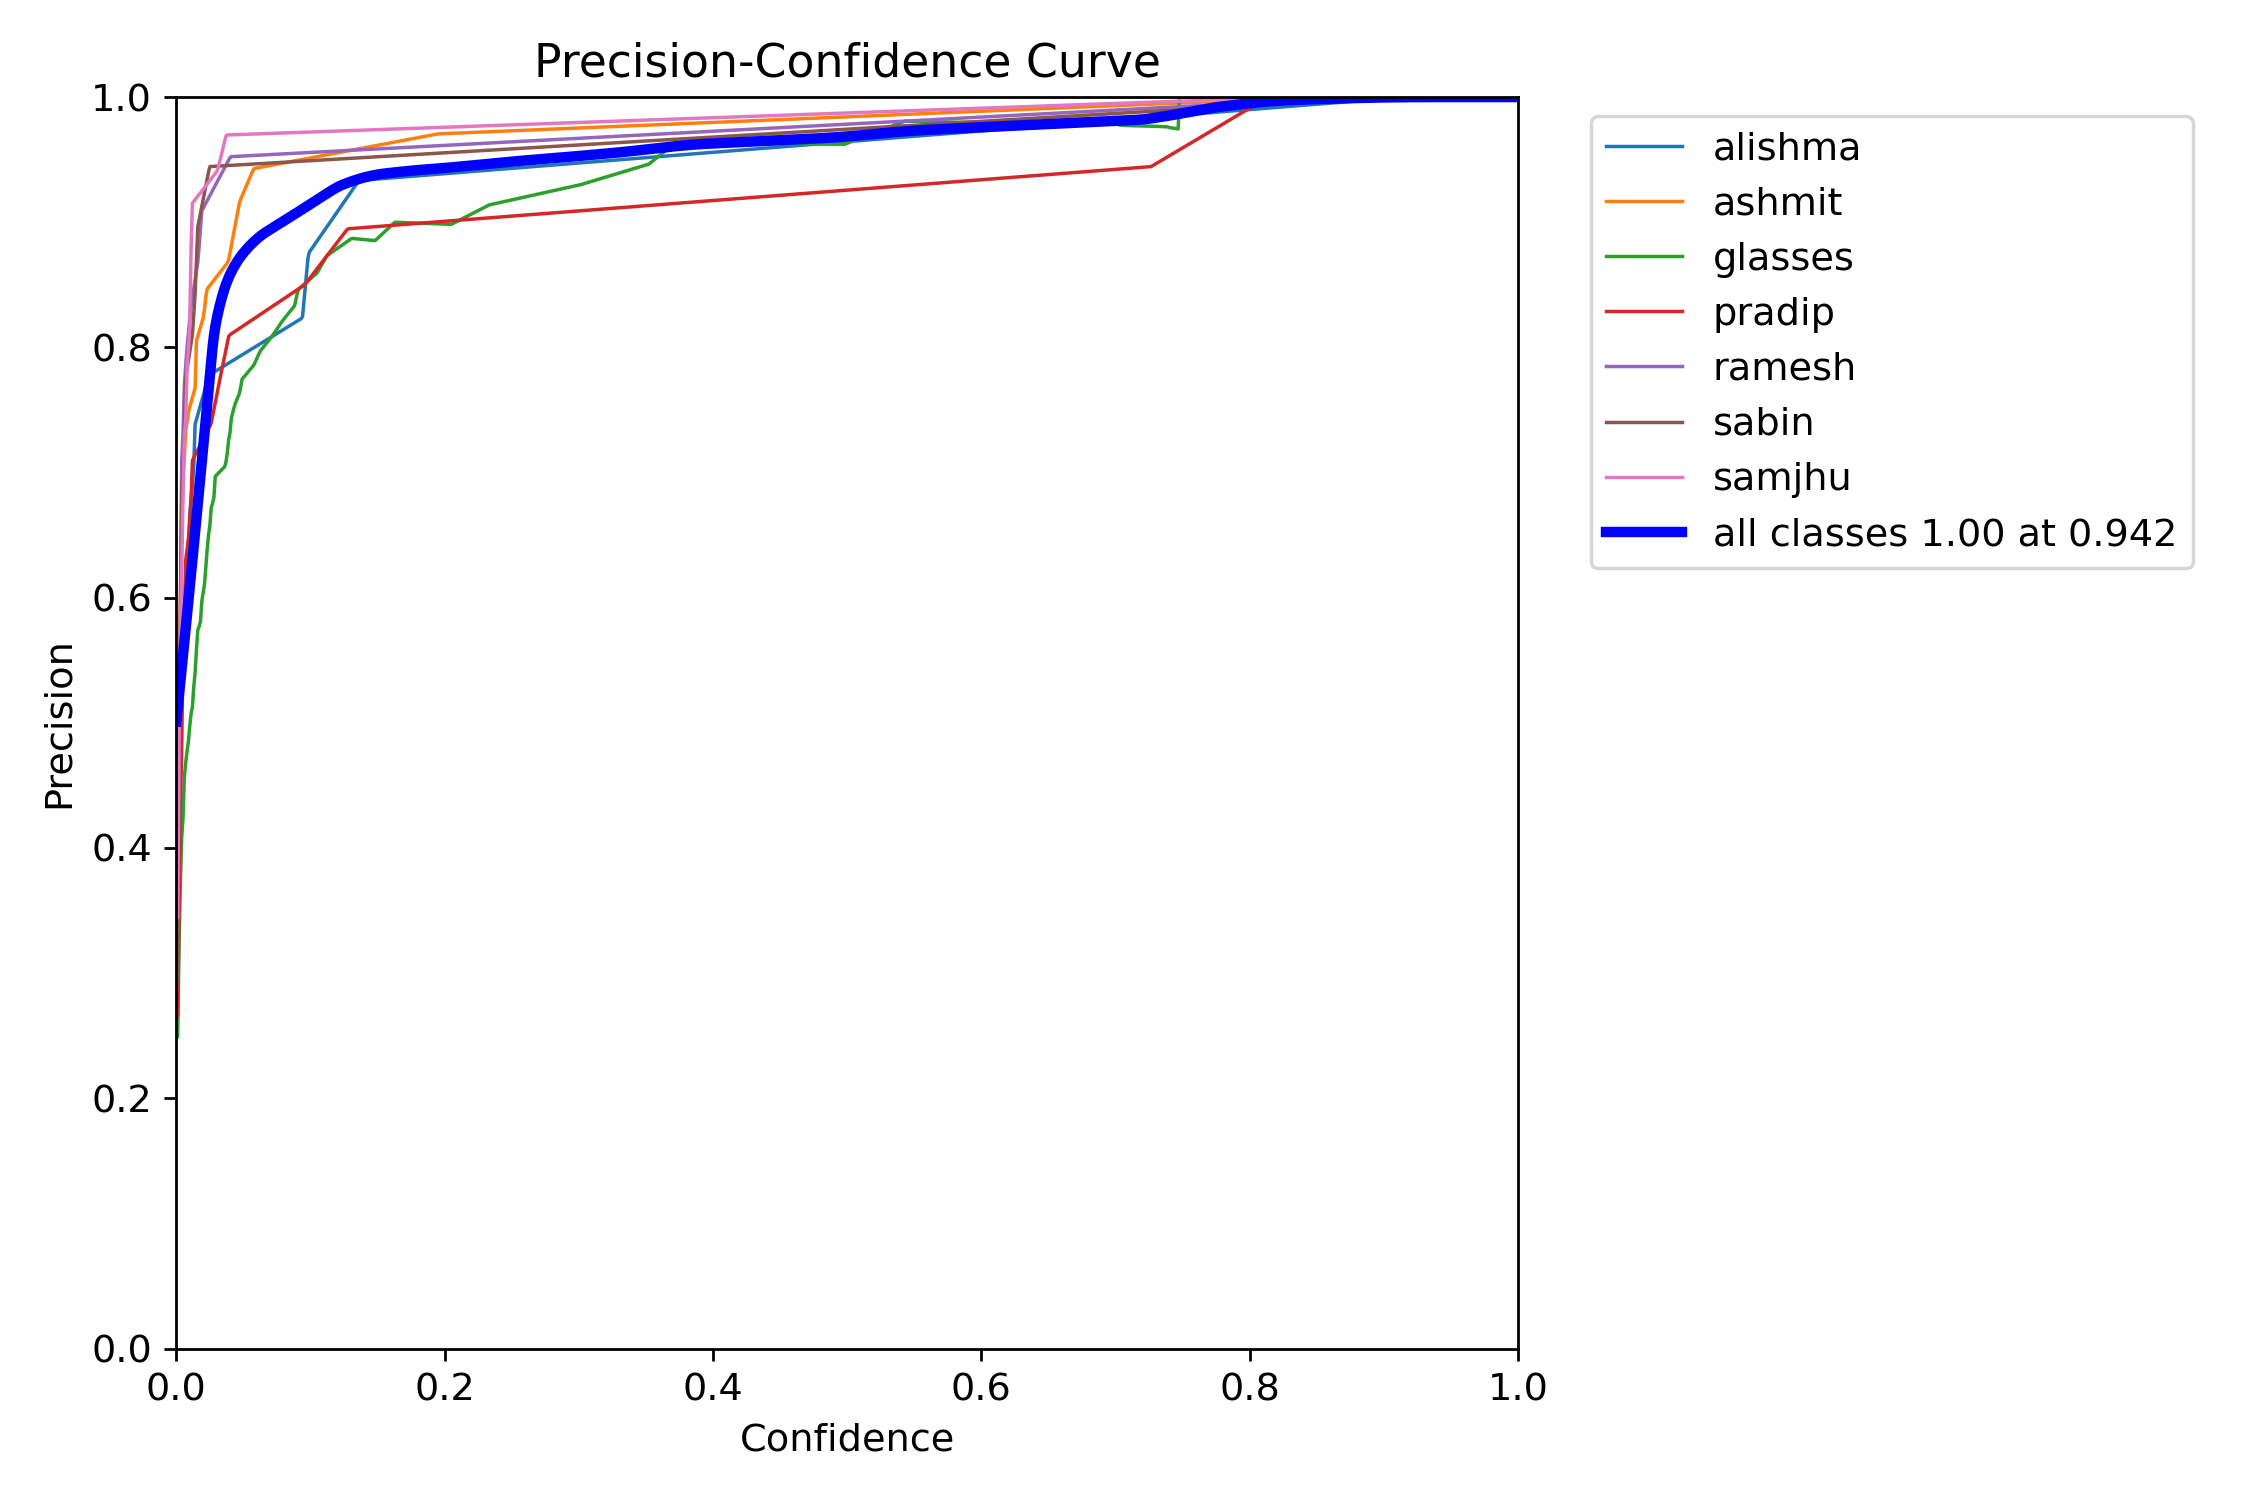 Precision-Confidence Curve
1.0
0.8
0.6
0.4
0.2
0.0
Precision
0.0 0.2 0.4 0.6 0.8 1.0
Confidence
alishma
ashmit
glasses
pradip
ramesh
sabin
samjhu
all classes 1.00 at 0.942